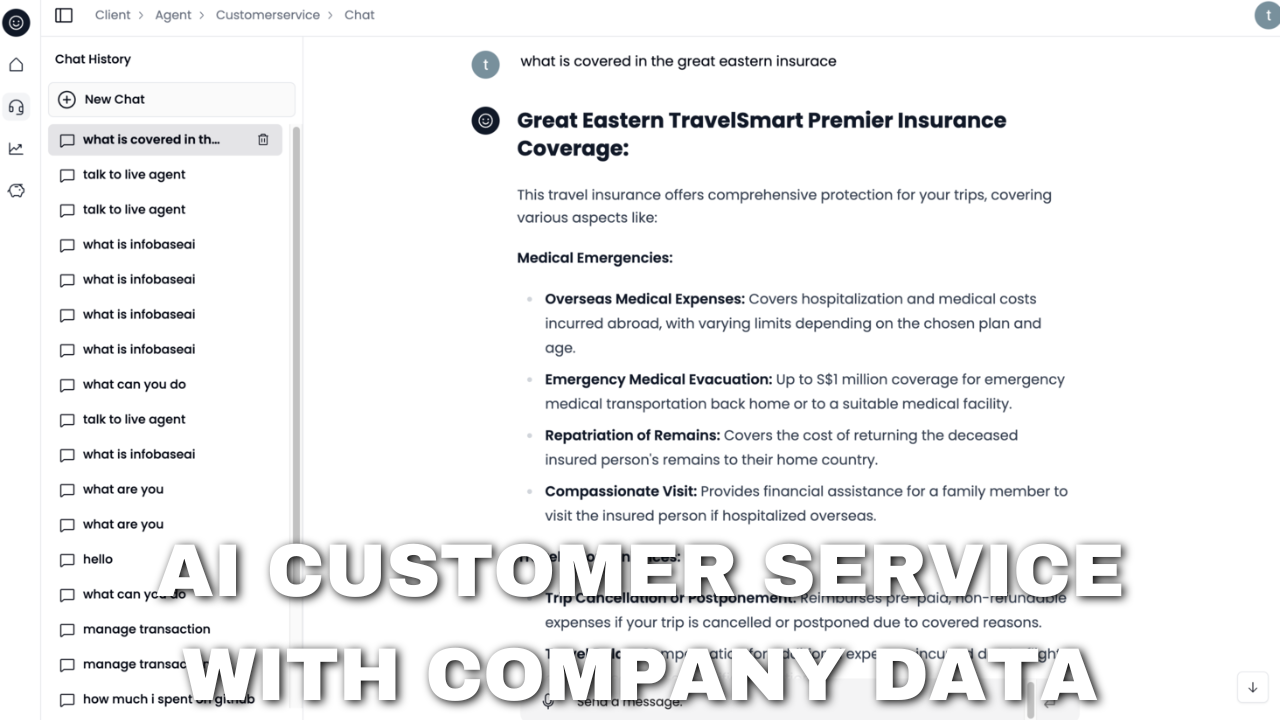 Client > Agent > Customerservice > Chat
t
Chat History
New Chat
what is covered in th...
talk to live agent
talk to live agent
what is infobaseai
what is infobaseai
what is infobaseai
what is infobaseai
what can you do
talk to live agent
what is infobaseai
what are you
what are you
hello
what can you do
manage transaction
manage transaction
how much i spent on github
t
what is covered in the great eastern insurace
Great Eastern TravelSmart Premier Insurance
Coverage:
This travel insurance offers comprehensive protection for your trips, covering
various aspects like:
Medical Emergencies:
Overseas Medical Expenses: Covers hospitalization and medical costs
incurred abroad, with varying limits depending on the chosen plan and
age.
Emergency Medical Evacuation: Up to S$1 million coverage for emergency
medical transportation back home or to a suitable medical facility.
Repatriation of Remains: Covers the cost of returning the deceased
insured person's remains to their home country.
Compassionate Visit: Provides financial assistance for a family member to
visit the insured person if hospitalized overseas.
Trip Cancellation or Postponement: Reimburses pre-paid, non-refundable
expenses if your trip is cancelled or postponed due to covered reasons.
Send a message.
AI CUSTOMER SERVICE
WITH COMPANY DATA